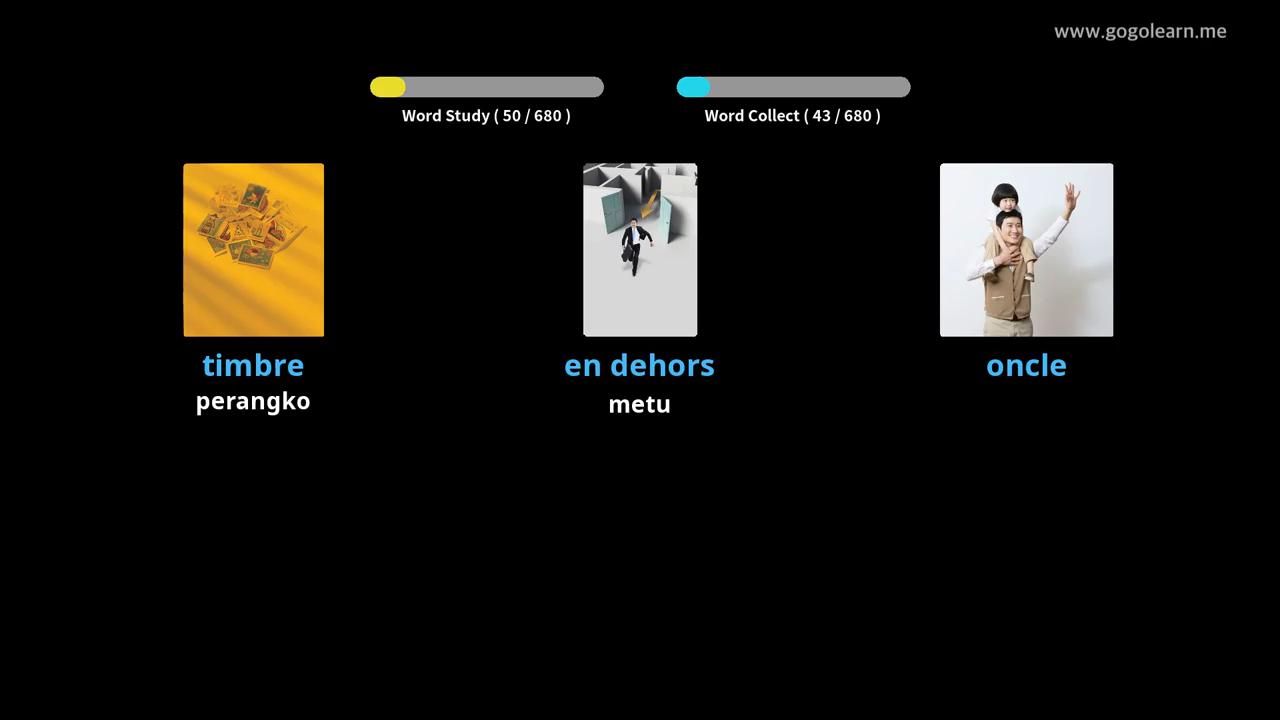 www.gogolearn.me
Word Study ( 50 / 680 )
Word Collect ( 43 / 680 )
timbre
perangko
en dehors
metu
oncle